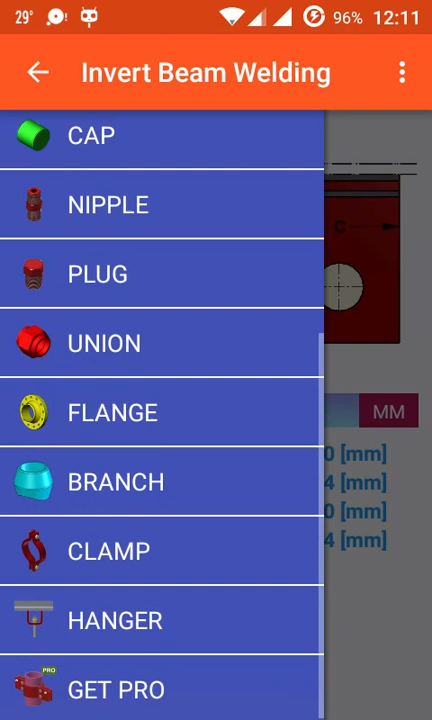 29° 96% 12:11
Invert Beam Welding
CAP
NIPPLE
C
PLUG
UNION
FLANGE
MM
0 [mm]
BRANCH
4 [mm]
0 [mm]
4 [mm]
CLAMP
HANGER
PRO
GET PRO